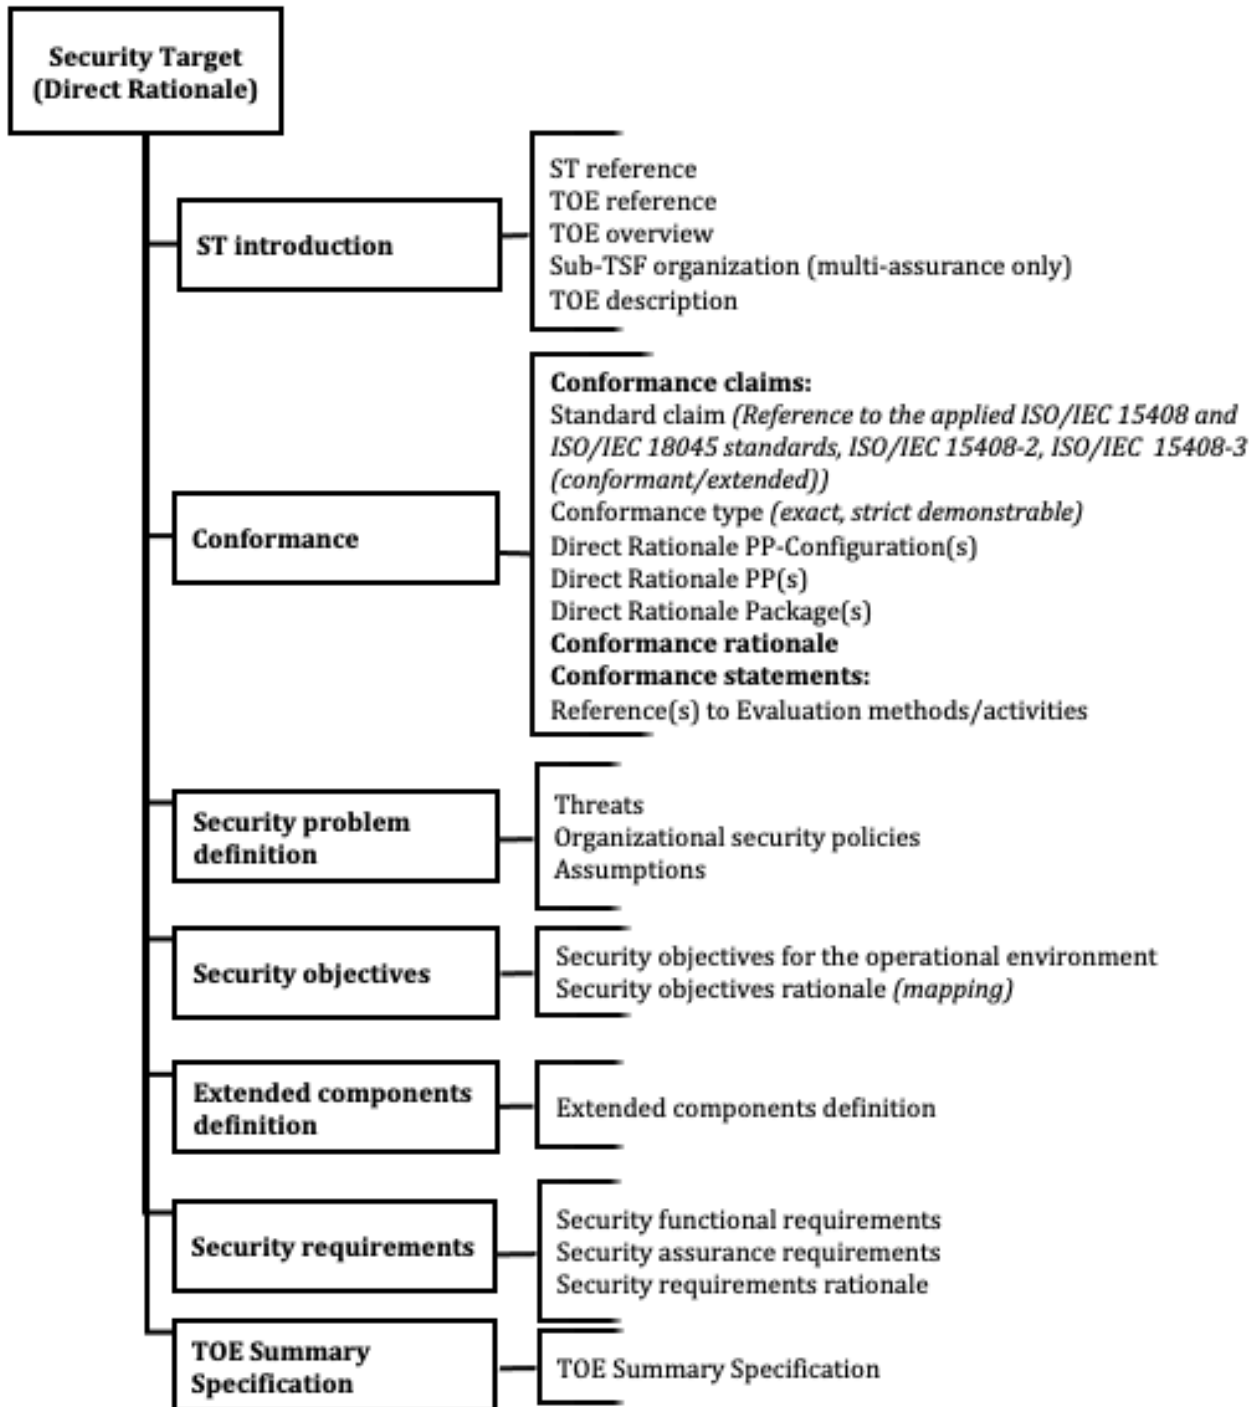 Security Target
(Direct Rationale)
ST introduction
ST reference
TOE reference
TOE overview
Sub-TSF organization (multi-assurance only)
TOE description
Conformance
Conformance claims:
Standard claim (Reference to the applied ISO/IEC 15408 and
ISO/IEC 18045 standards, ISO/IEC 15408-2, ISO/IEC 15408-3
(conformant/extended))
Conformance type (exact, strict demonstrable)
Direct Rationale PP-Configuration(s)
Direct Rationale PP(s)
Direct Rationale Package(s)
Conformance rationale
Conformance statements:
Reference(s) to Evaluation methods/activities
Security problem
definition
Threats
Organizational security policies
Assumptions
Security objectives
Security objectives for the operational environment
Security objectives rationale (mapping)
Extended components
definition
Extended components definition
Security requirements
Security functional requirements
Security assurance requirements
Security requirements rationale
TOE Summary
Specification
TOE Summary Specification